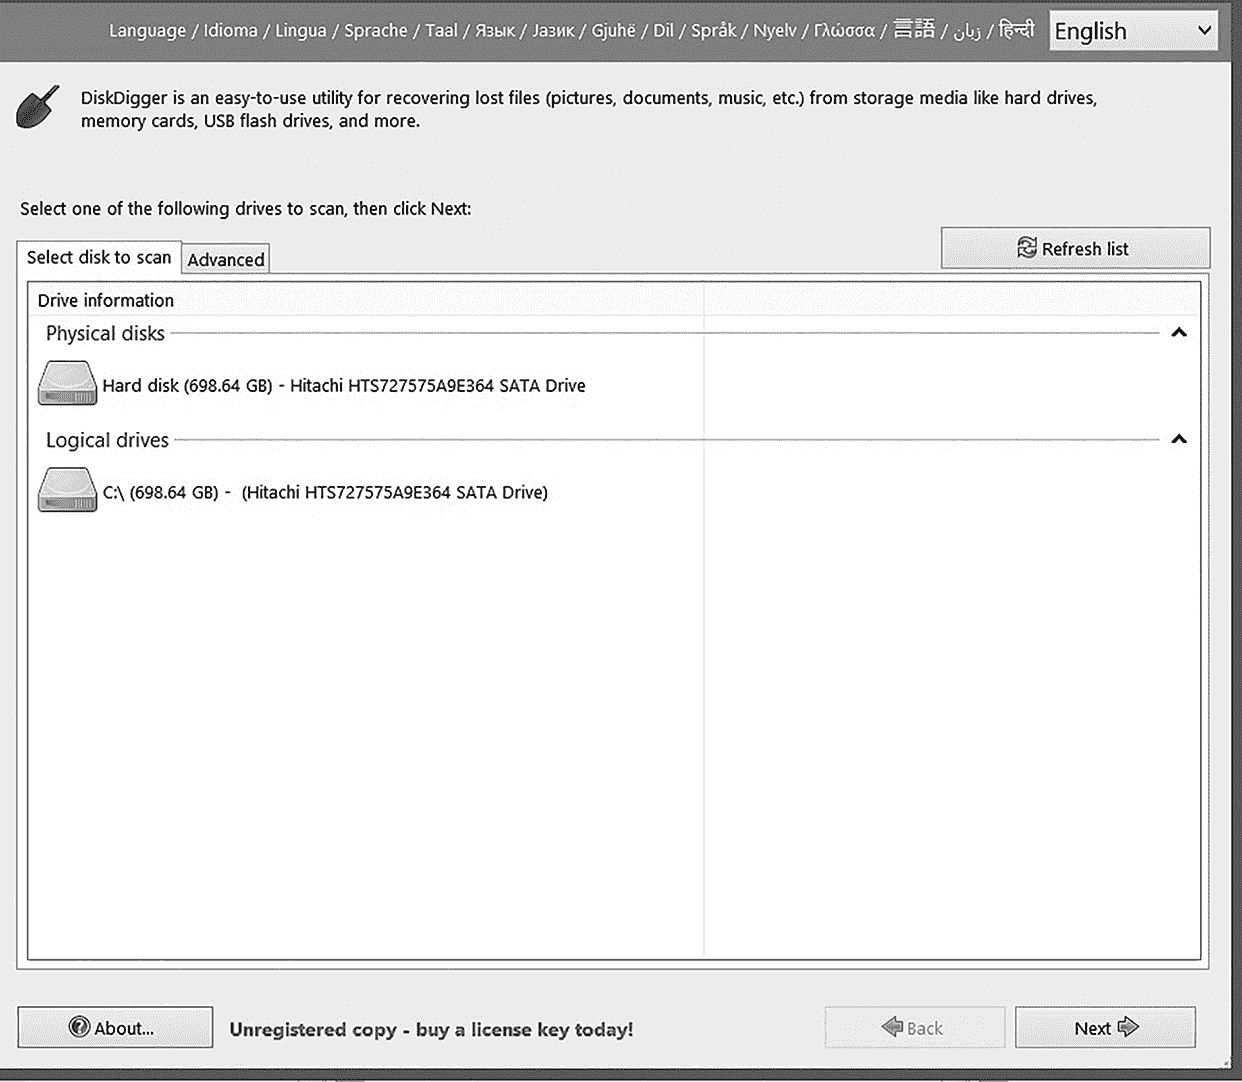 Language / Idioma / Lingua / Sprache / Taal / Язык / Јазик / Gjuhë / Dil / Språk / Nyelv / Γλώσσα / 言語 / زبان / हिन्दी English
DiskDigger is an easy-to-use utility for recovering lost files (pictures, documents, music, etc.) from storage media like hard drives,
memory cards, USB flash drives, and more.
Select one of the following drives to scan, then click Next:
Select disk to scan Advanced Refresh list
Drive information
Physical disks
Hard disk (698.64 GB) - Hitachi HTS727575A9E364 SATA Drive
Logical drives
C:\ (698.64 GB) -  (Hitachi HTS727575A9E364 SATA Drive)
About... Unregistered copy - buy a license key today! Back Next